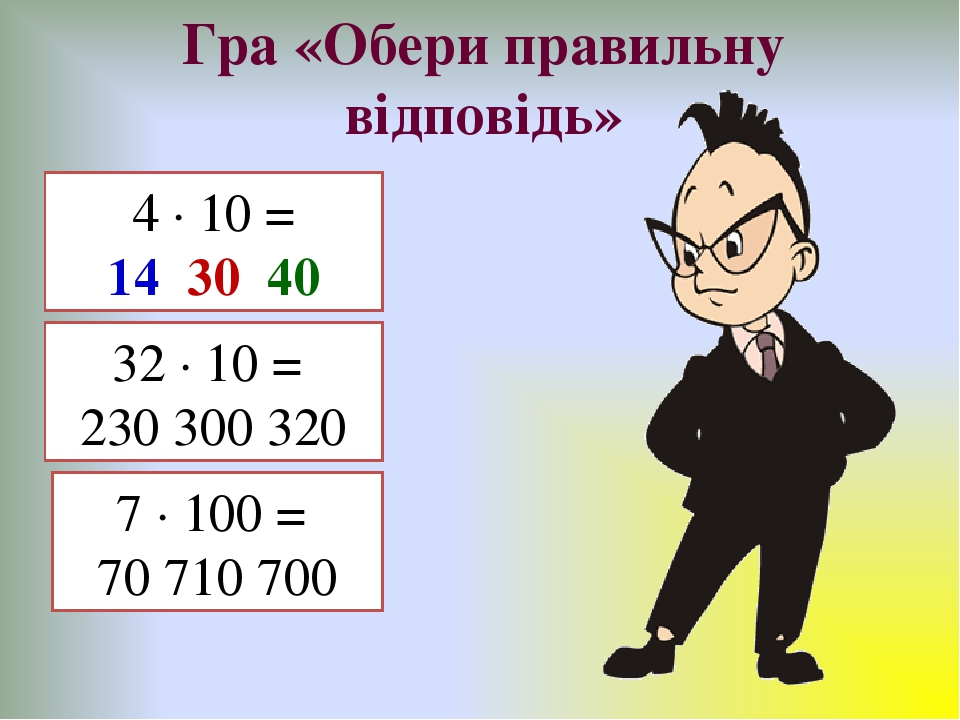 Гра «Обери правильну
відповідь»
4 · 10 =
14 30 40
32 · 10 =
230 300 320
7 · 100 =
70 710 700